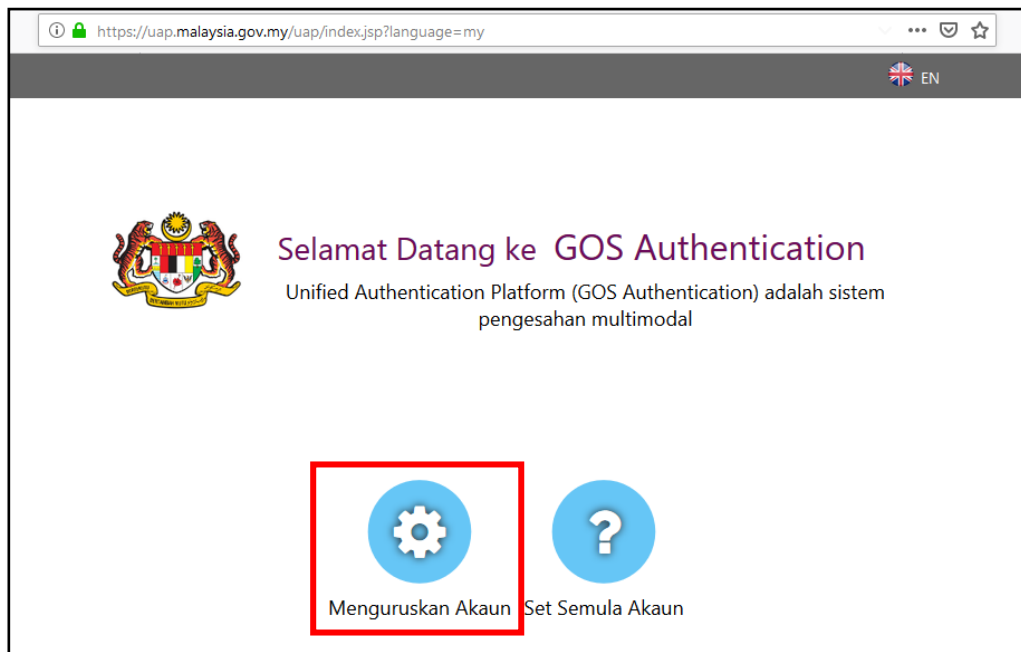 https://uap.malaysia.gov.my/uap/index.jsp?language=my
EN
Selamat Datang ke GOS Authentication
Unified Authentication Platform (GOS Authentication) adalah sistem
pengesahan multimodal
Menguruskan Akaun Set Semula Akaun